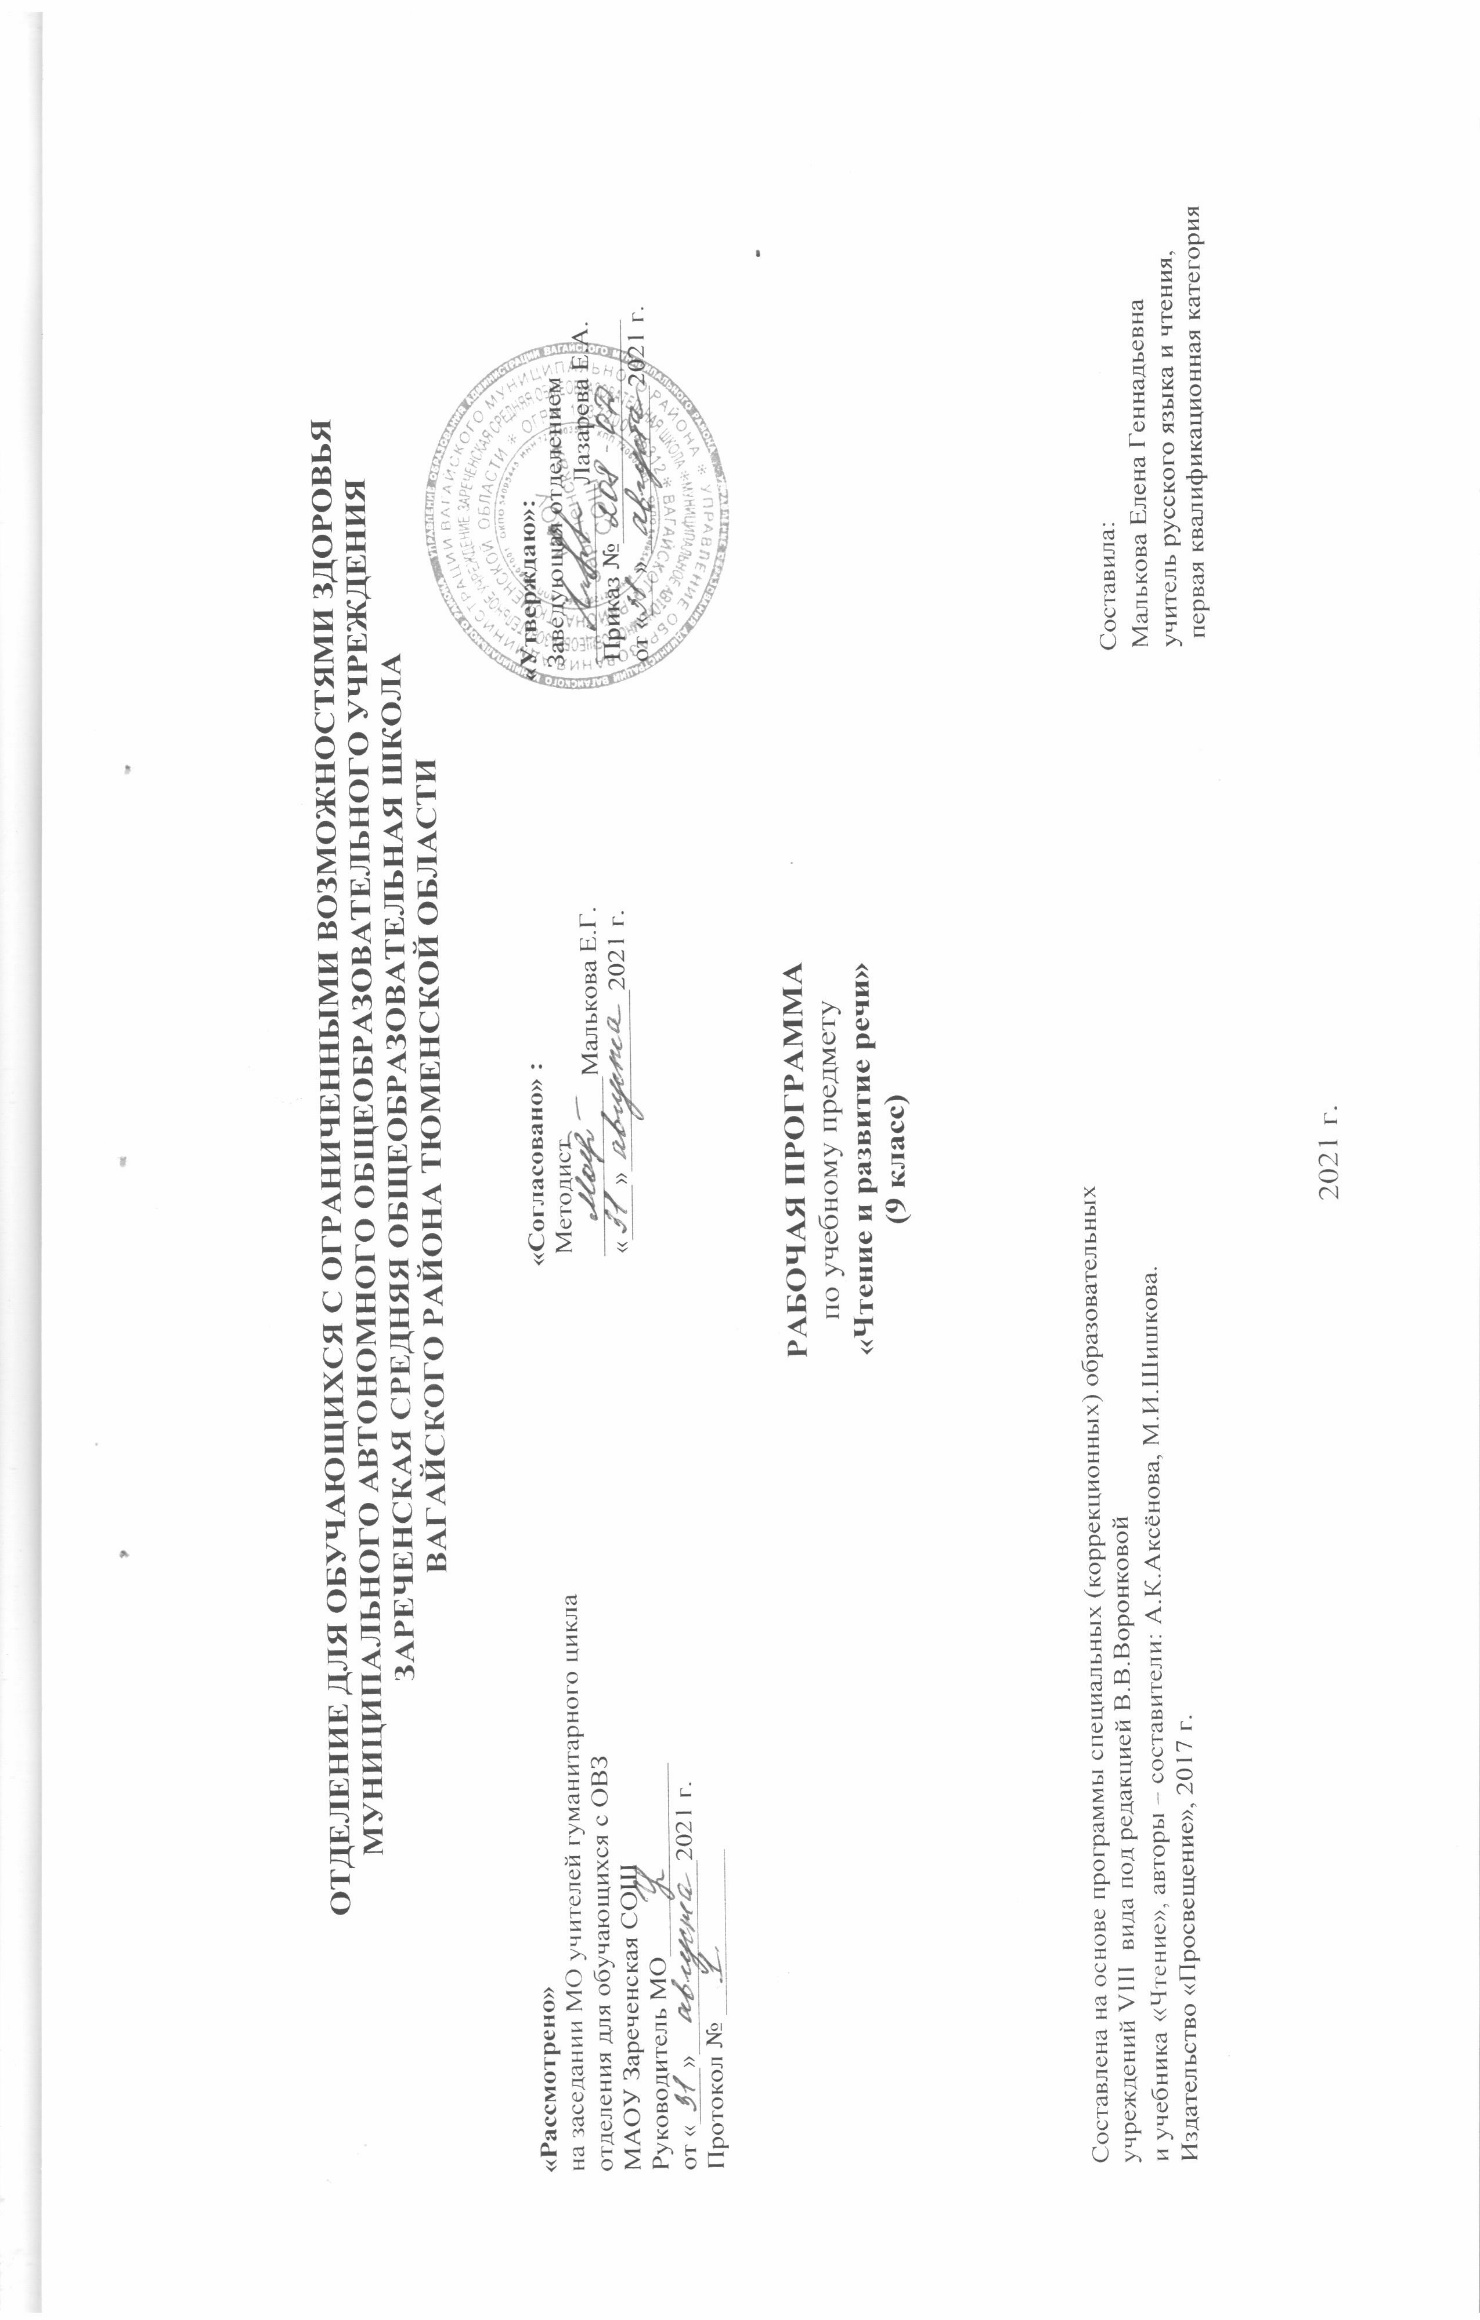 ОТДЕЛЕНИЕ ДЛЯ ОБУЧАЮЩИХСЯ С ОГРАНИЧЕННЫМИ ВОЗМОЖНОСТЯМИ ЗДОРОВЬЯ
МУНИЦИПАЛЬНОГО АВТОНОМНОГО ОБЩЕОБРАЗОВАТЕЛЬНОГО УЧРЕЖДЕНИЯ
ЗАРЕЧЕНСКАЯ СРЕДНЯЯ ОБЩЕОБРАЗОВАТЕЛЬНАЯ ШКОЛА
ВАГАЙСКОГО РАЙОНА ТЮМЕНСКОЙ ОБЛАСТИ
«Рассмотрено»
на заседании МО учителей гуманитарного цикла
отделения для обучающихся с ОВЗ
МАОУ Зареченская СОШ
Руководитель МО
от « 31 » августа 2021 г.
Протокол № 1
«Согласовано» :
Методист
Малькова Е.Г.
« 31 » августа 2021 г.
«Утверждаю»:
Заведующая отделением
Лазарева Е.А.
Приказ № 208 - од
от « 31 » августа 2021 г.
РАБОЧАЯ ПРОГРАММА
по учебному предмету
«Чтение и развитие речи»
(9 класс)
Составлена на основе программы специальных (коррекционных) образовательных
учреждений VIII вида под редакцией В.В.Воронковой
и учебника «Чтение», авторы – составители: А.К.Аксёнова, М.И.Шишкова.
Издательство «Просвещение», 2017 г.
Составила:
Малькова Елена Геннадьевна
учитель русского языка и чтения,
первая квалификационная категория
2021 г.